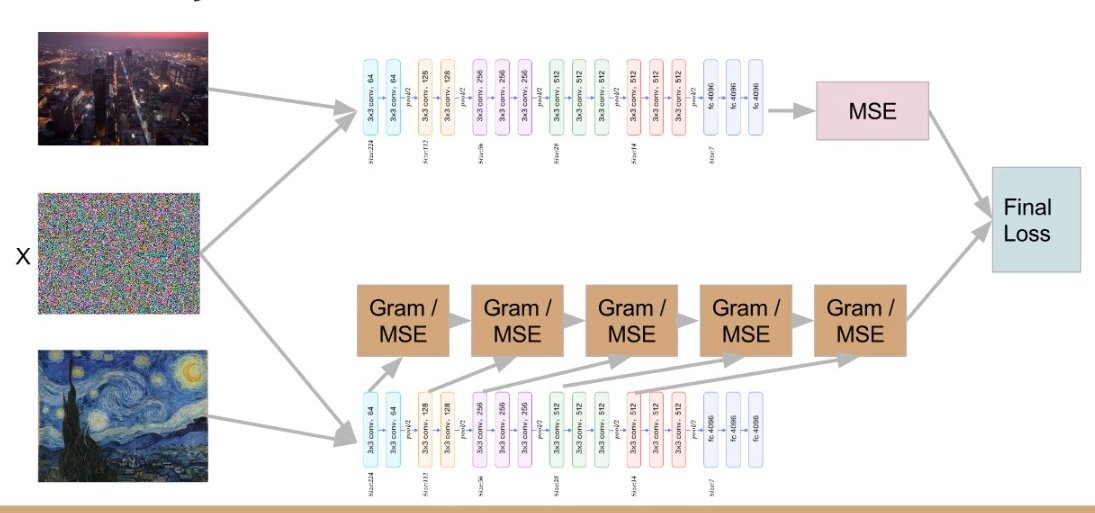 3x3 conv, 64
3x3 conv, 64
pool/2
3x3 conv, 128
3x3 conv, 128
pool/2
3x3 conv, 256
3x3 conv, 256
3x3 conv, 256
pool/2
3x3 conv, 512
3x3 conv, 512
3x3 conv, 512
pool/2
3x3 conv, 512
3x3 conv, 512
3x3 conv, 512
pool/2
fc 4096
fc 4096
fc 4096
Size:224
Size:112
Size:56
Size:28
Size:14
Size:7
MSE
Final
Loss
X
Gram /
MSE
Gram /
MSE
Gram /
MSE
Gram /
MSE
Gram /
MSE
3x3 conv, 64
3x3 conv, 64
pool/2
3x3 conv, 128
3x3 conv, 128
pool/2
3x3 conv, 256
3x3 conv, 256
3x3 conv, 256
pool/2
3x3 conv, 512
3x3 conv, 512
3x3 conv, 512
pool/2
3x3 conv, 512
3x3 conv, 512
3x3 conv, 512
pool/2
fc 4096
fc 4096
fc 4096
Size:224
Size:112
Size:56
Size:28
Size:14
Size:7